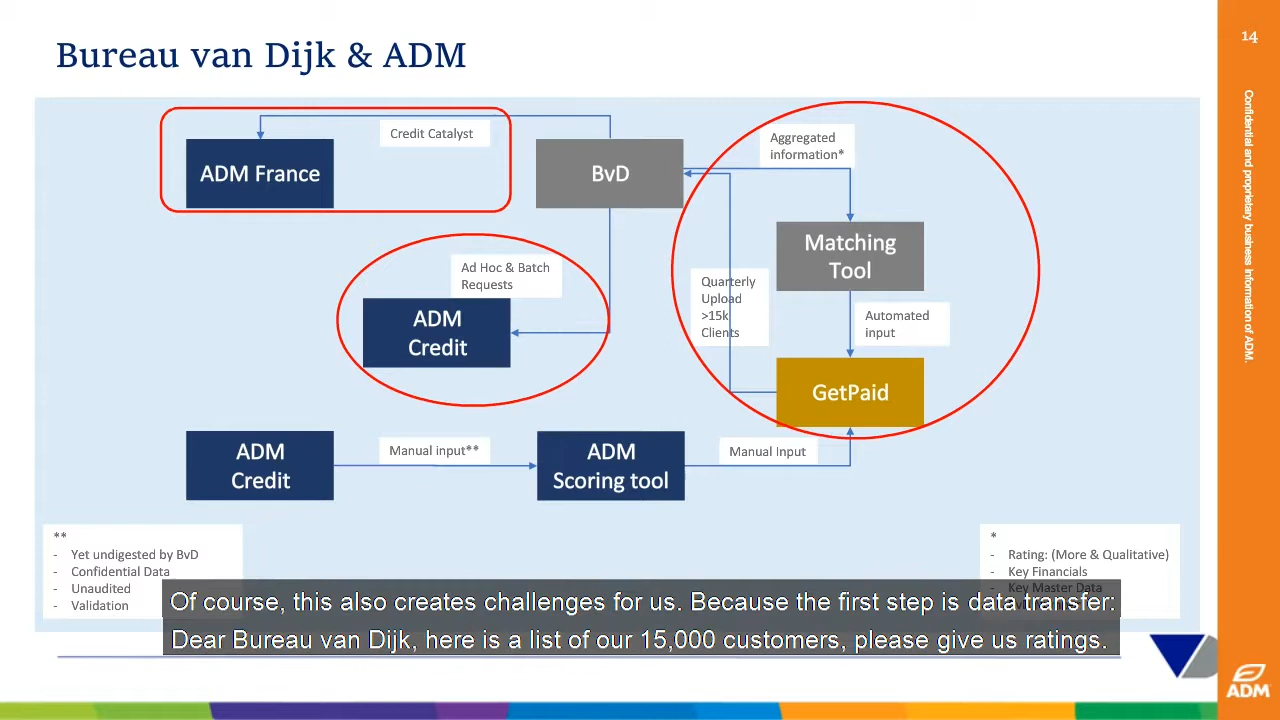 Bureau van Dijk & ADM
14
Confidential and proprietary business information of ADM.
Credit Catalyst
ADM France
BvD
Aggregated
information*
Matching
Tool
Ad Hoc & Batch
Requests
ADM
Credit
Quarterly
Upload
>15k
Clients
Automated
input
GetPaid
ADM
Credit
Manual input**
ADM
Scoring tool
Manual Input
**
- Yet undigested by BvD
- Confidential Data
- Unaudited
- Validation
*
- Rating: (More & Qualitative)
- Key Financials
- Key Master Data
Of course, this also creates challenges for us. Because the first step is data transfer:
Dear Bureau van Dijk, here is a list of our 15,000 customers, please give us ratings.
ADM